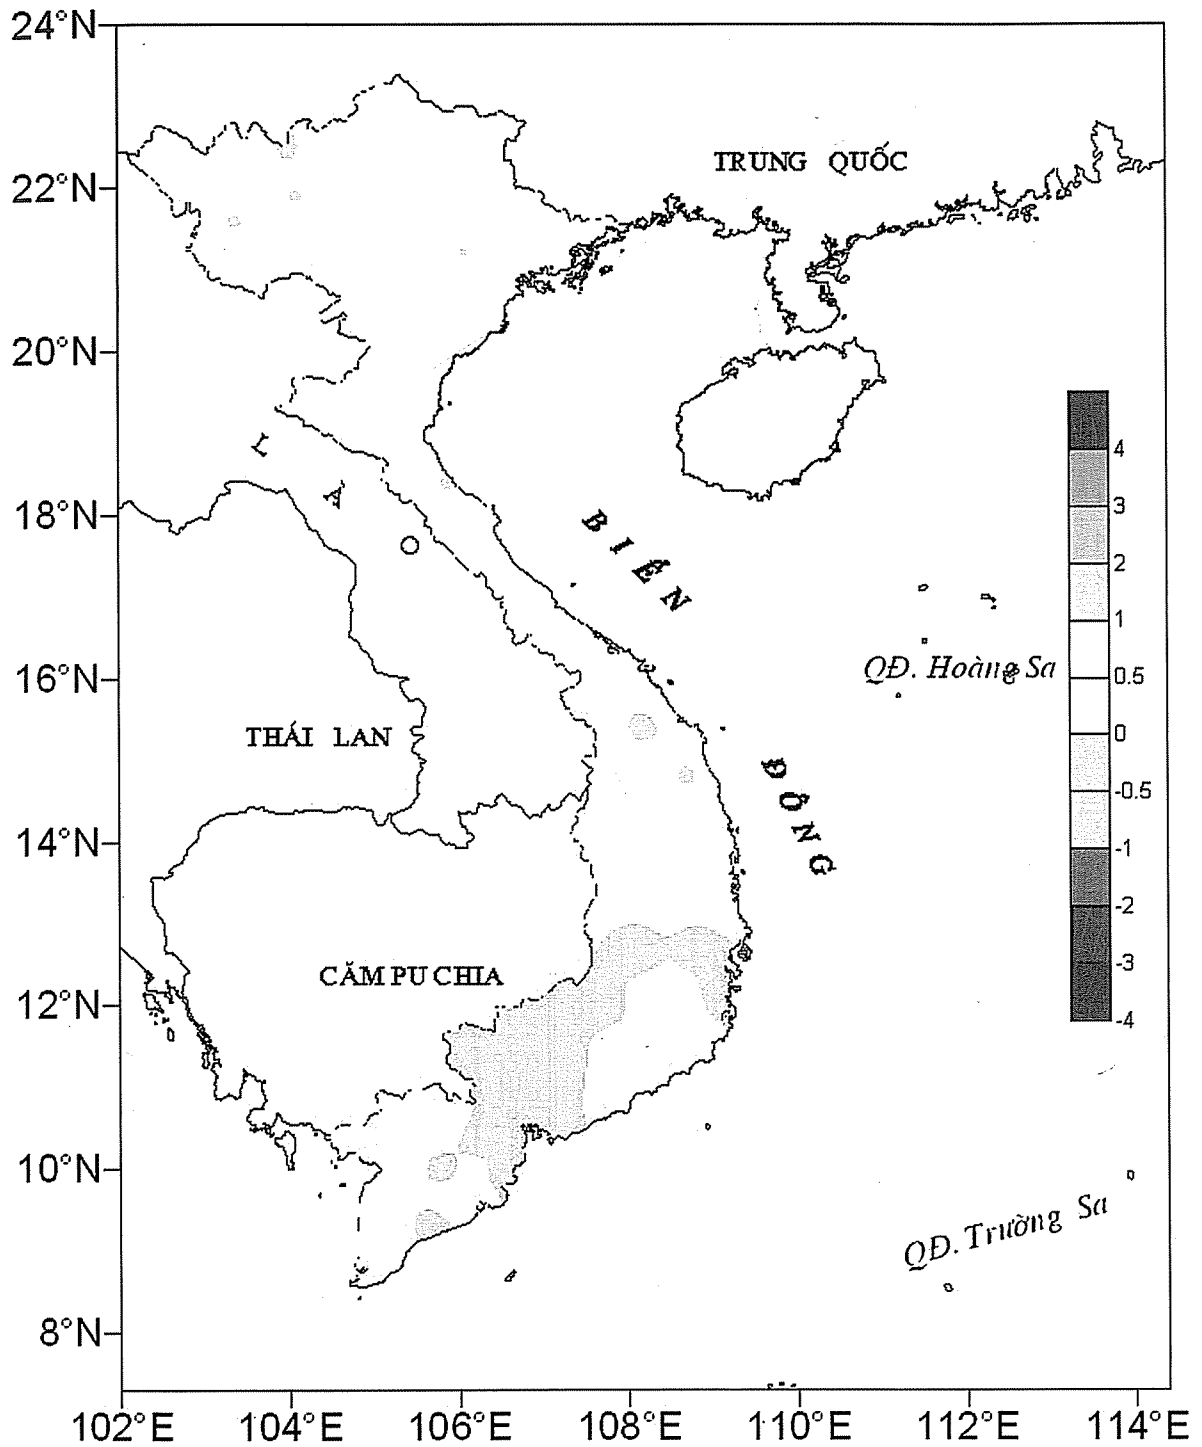 24°N
22°N
20°N
18°N
16°N
14°N
12°N
10°N
8°N
TRUNG QUỐC
L
A
O
BIỂN
ĐÔNG
QĐ. Hoàng Sa
THÁI LAN
CĂM PU CHIA
QĐ. Trường Sa
4
3
2
1
0.5
0
-0.5
-1
-2
-3
-4
102°E 104°E 106°E 108°E 110°E 112°E 114°E